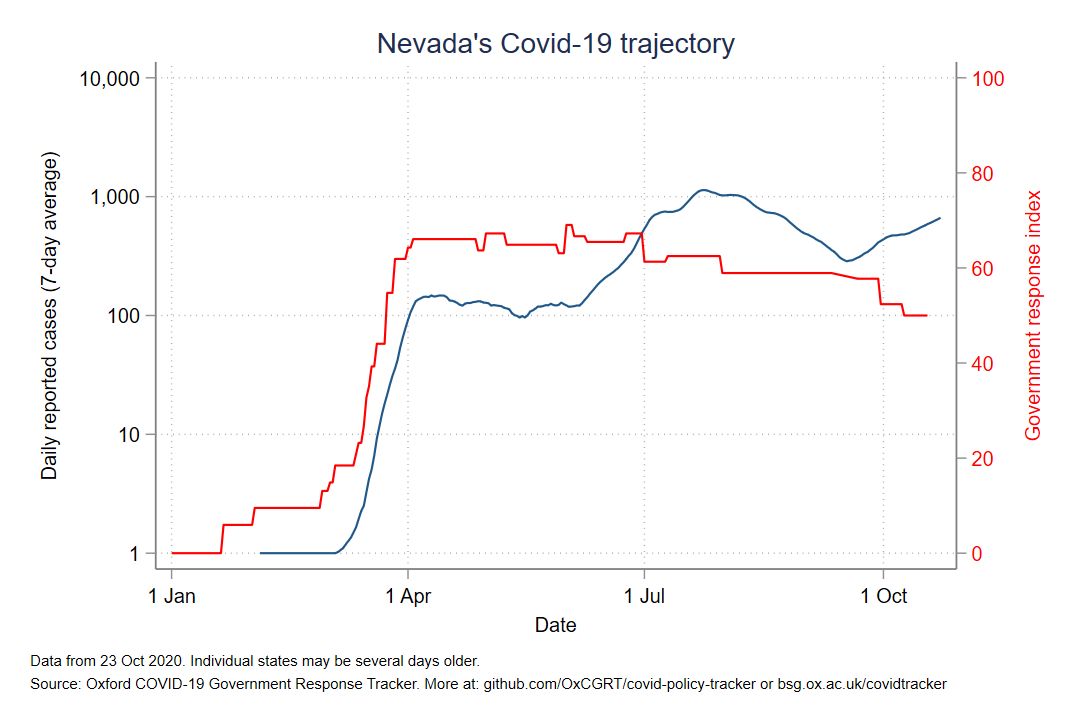 Nevada's Covid-19 trajectory
10,000
1,000
100
10
1
Daily reported cases (7-day average)
100
80
60
40
20
0
Government response index
1 Jan
1 Apr
1 Jul
1 Oct
Date
Data from 23 Oct 2020. Individual states may be several days older.
Source: Oxford COVID-19 Government Response Tracker. More at: github.com/OxCGRT/covid-policy-tracker or bsg.ox.ac.uk/covidtracker